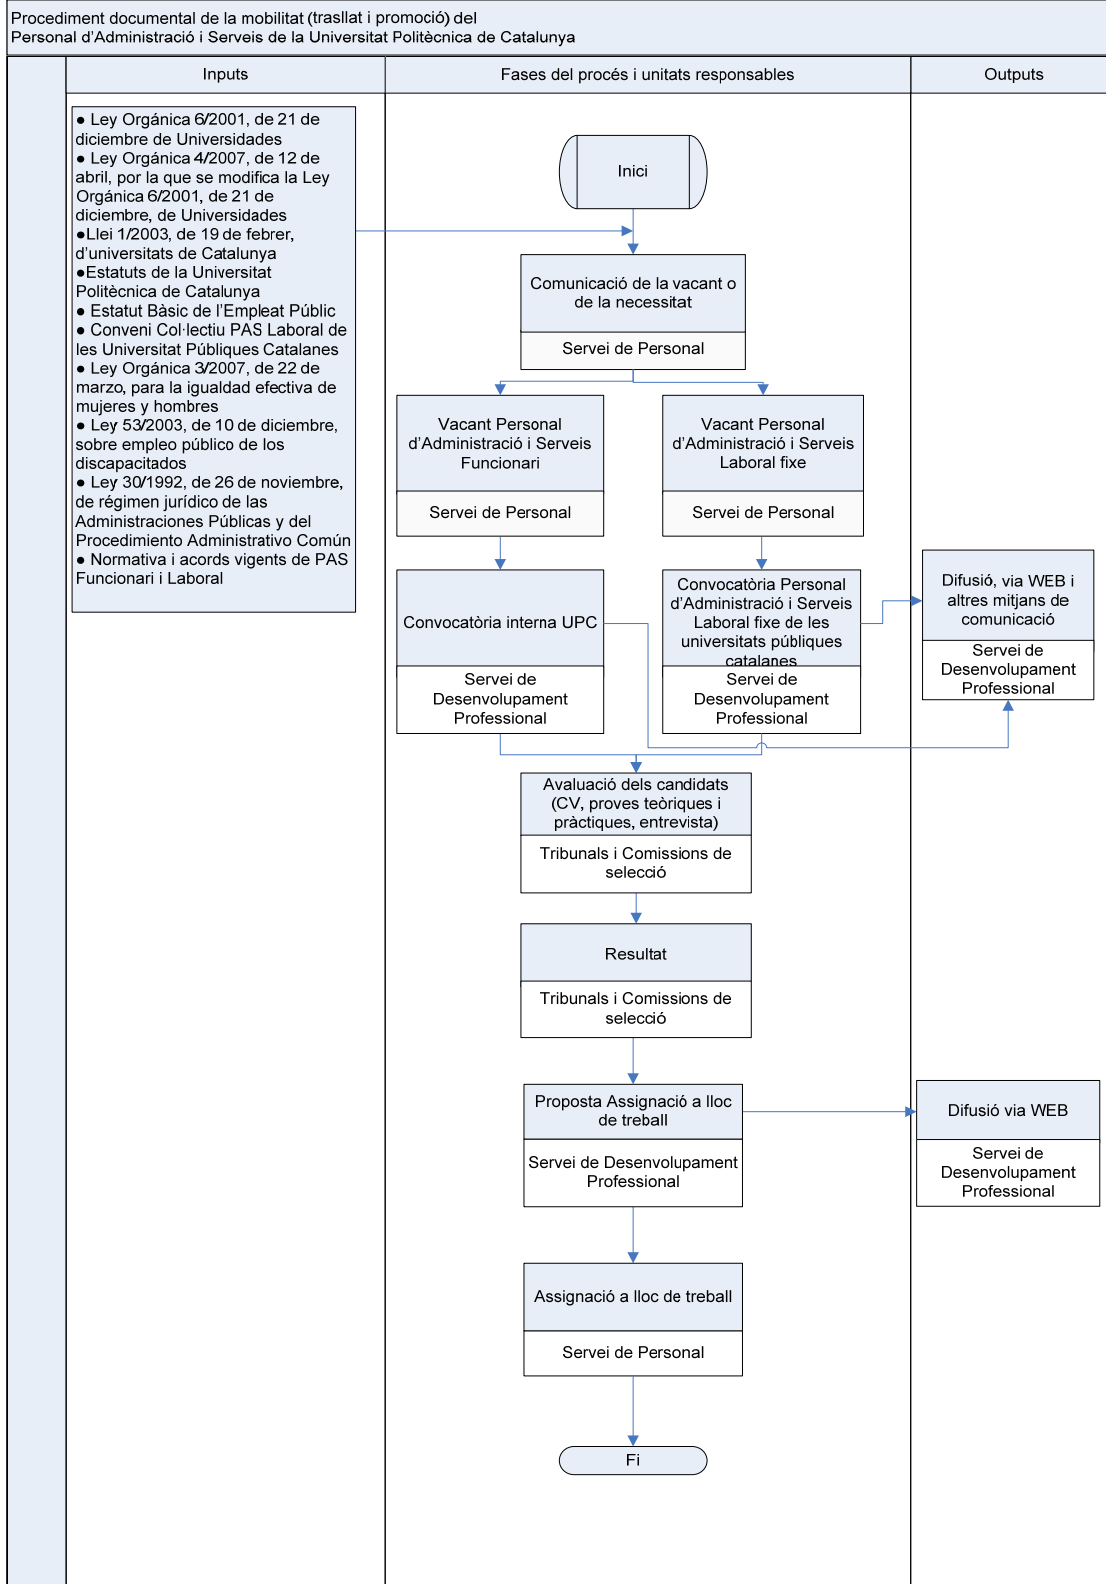 Procediment documental de la mobilitat (trasllat i promoció) del
Personal d’Administració i Serveis de la Universitat Politècnica de Catalunya
Inputs
Fases del procés i unitats responsables
Outputs
● Ley Orgánica 6/2001, de 21 de
diciembre de Universidades
● Ley Orgánica 4/2007, de 12 de
abril, por la que se modifica la Ley
Orgánica 6/2001, de 21 de
diciembre, de Universidades
●Llei 1/2003, de 19 de febrer,
d’universitats de Catalunya
●Estatuts de la Universitat
Politècnica de Catalunya
● Estatut Bàsic de l’Empleat Públic
● Conveni Col·lectiu PAS Laboral de
les Universitat Públiques Catalanes
● Ley Orgánica 3/2007, de 22 de
marzo, para la igualdad efectiva de
mujeres y hombres
● Ley 53/2003, de 10 de diciembre,
sobre empleo público de los
discapacitados
● Ley 30/1992, de 26 de noviembre,
de régimen jurídico de las
Administraciones Públicas y del
Procedimiento Administrativo Común
● Normativa i acords vigents de PAS
Funcionari i Laboral
Inici
Comunicació de la vacant o
de la necessitat
Servei de Personal
Vacant Personal
d’Administració i Serveis
Funcionari
Servei de Personal
Vacant Personal
d’Administració i Serveis
Laboral fixe
Servei de Personal
Convocatòria interna UPC
Servei de
Desenvolupament
Professional
Convocatòria Personal
d’Administració i Serveis
Laboral fixe de les
universitats públiques
catalanes
Servei de
Desenvolupament
Professional
Difusió, via WEB i
altres mitjans de
comunicació
Servei de
Desenvolupament
Professional
Avaluació dels candidats
(CV, proves teòriques i
pràctiques, entrevista)
Tribunals i Comissions de
selecció
Resultat
Tribunals i Comissions de
selecció
Proposta Assignació a lloc
de treball
Servei de Desenvolupament
Professional
Difusió via WEB
Servei de
Desenvolupament
Professional
Assignació a lloc de treball
Servei de Personal
Fi